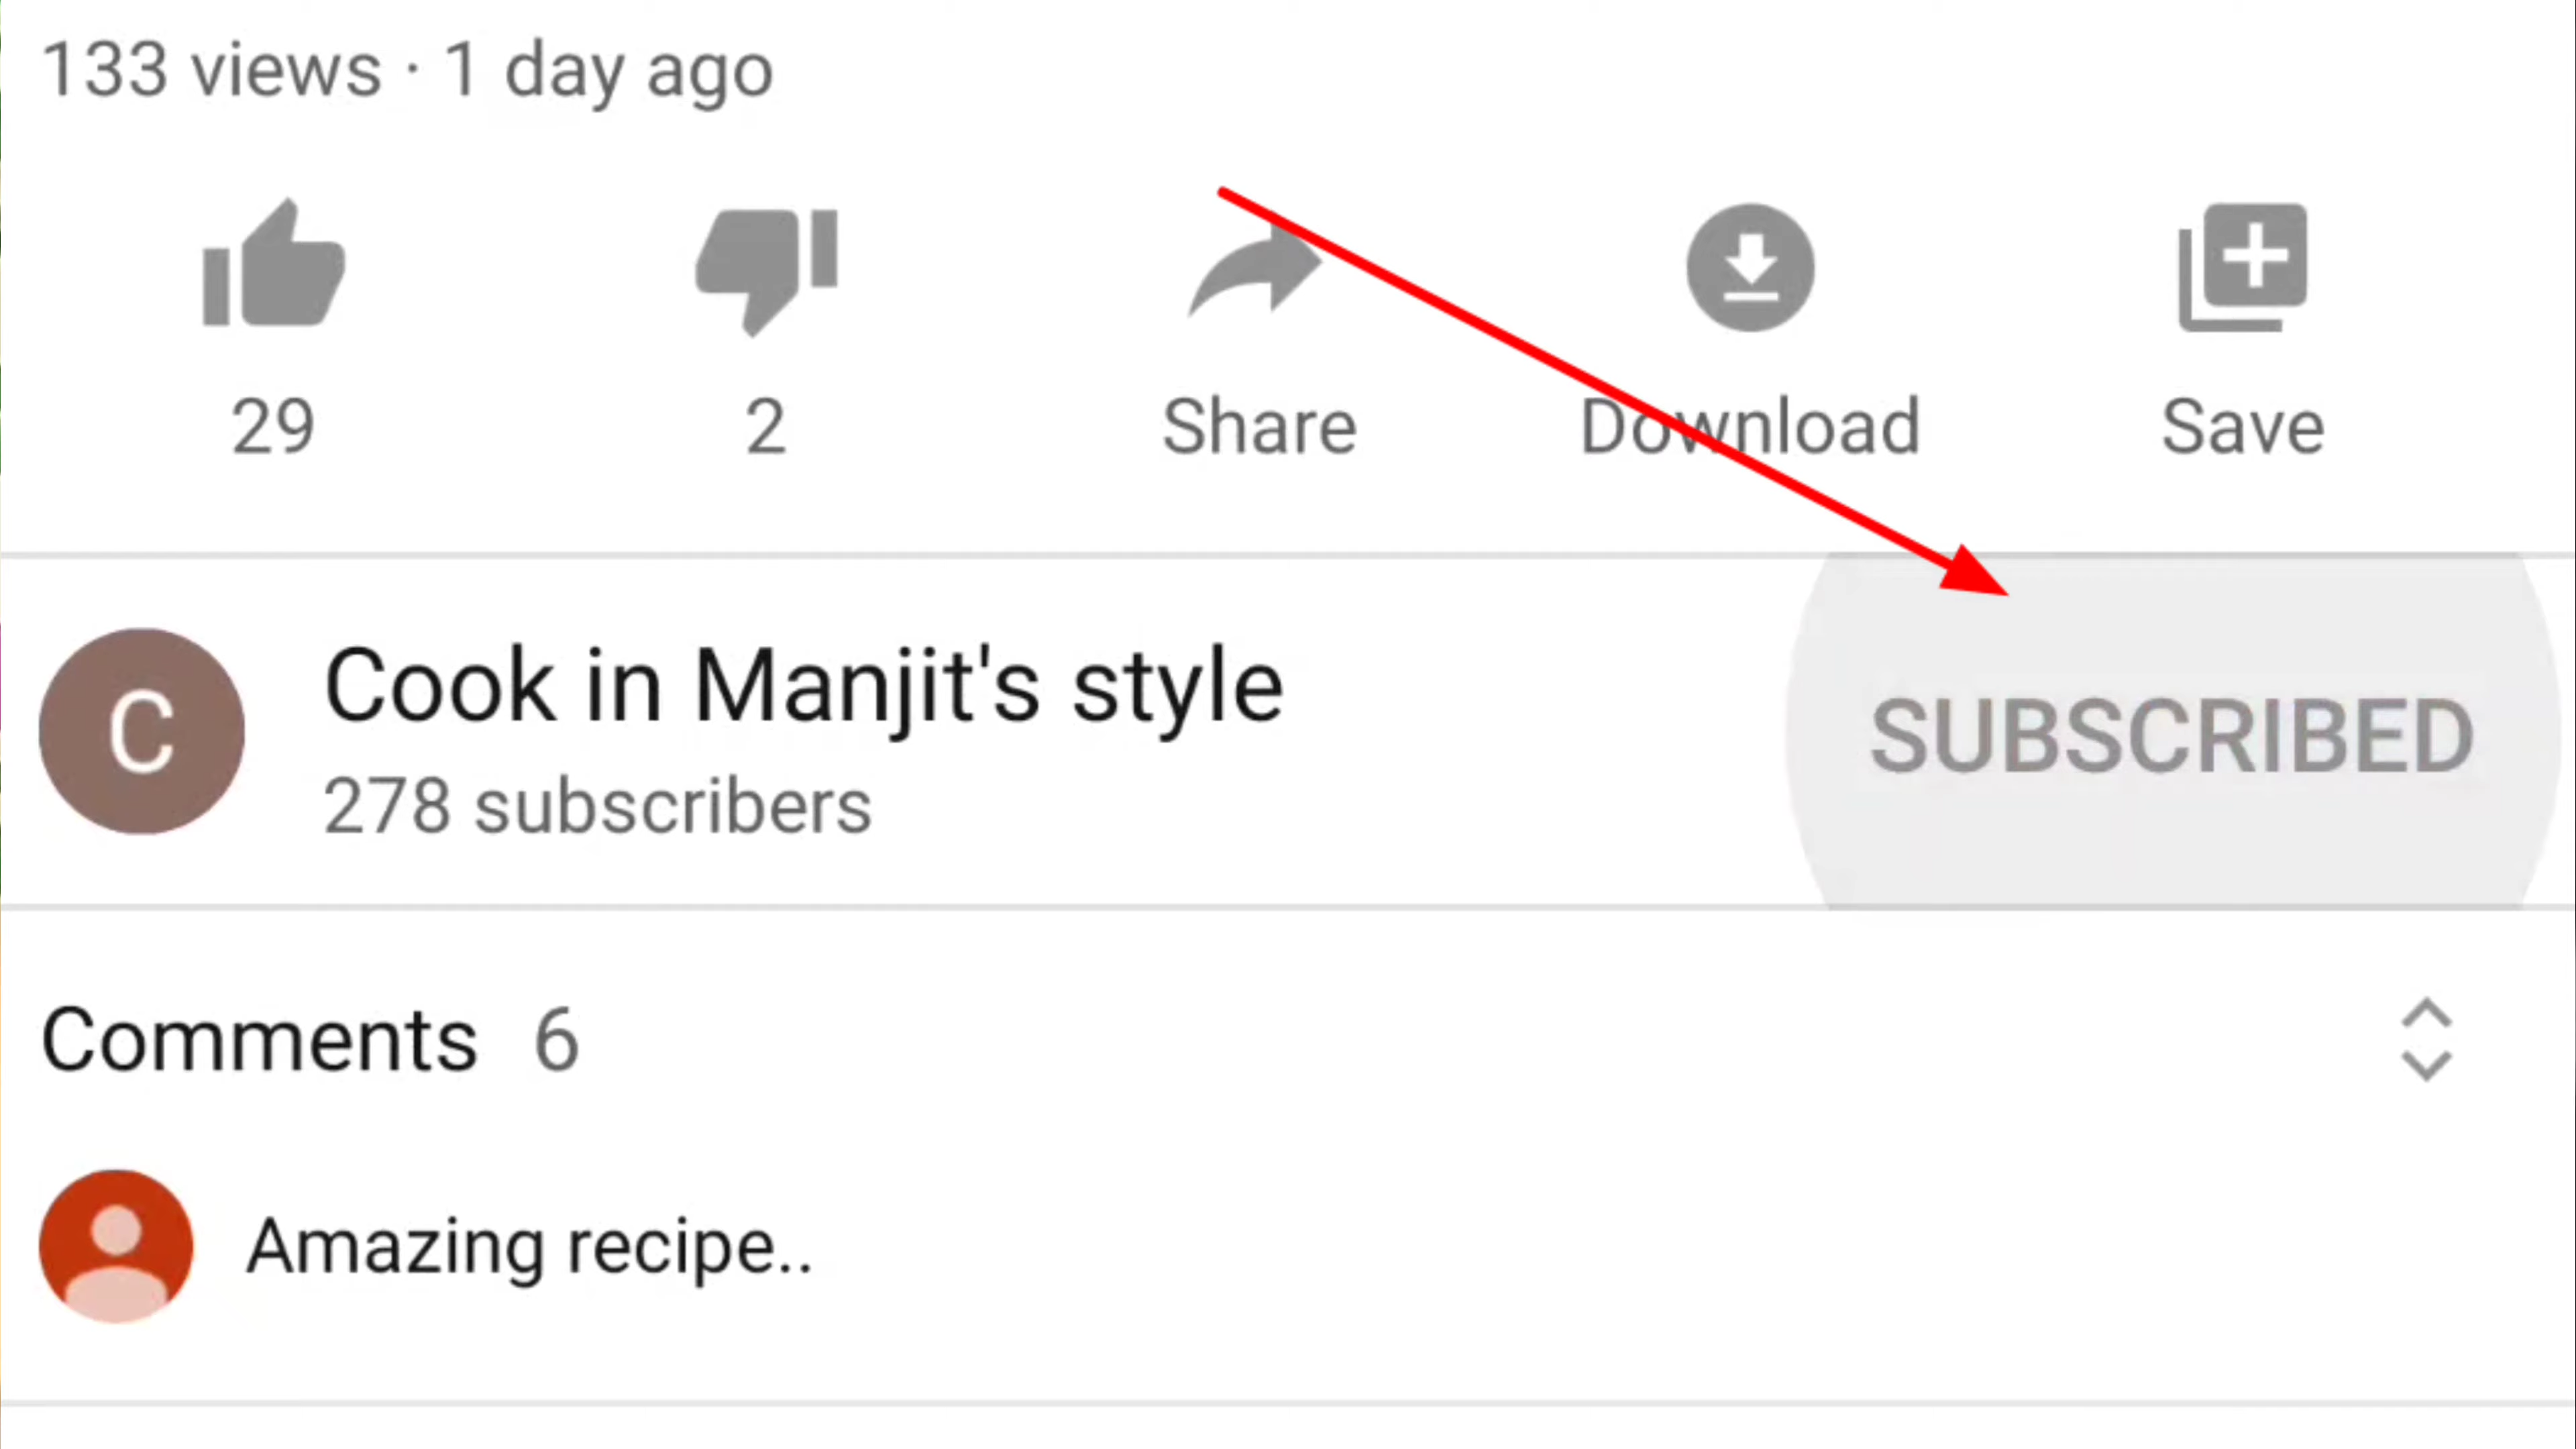 133 views · 1 day ago
29 2 Share Download Save
C Cook in Manjit's style SUBSCRIBED
278 subscribers
Comments 6
Amazing recipe..